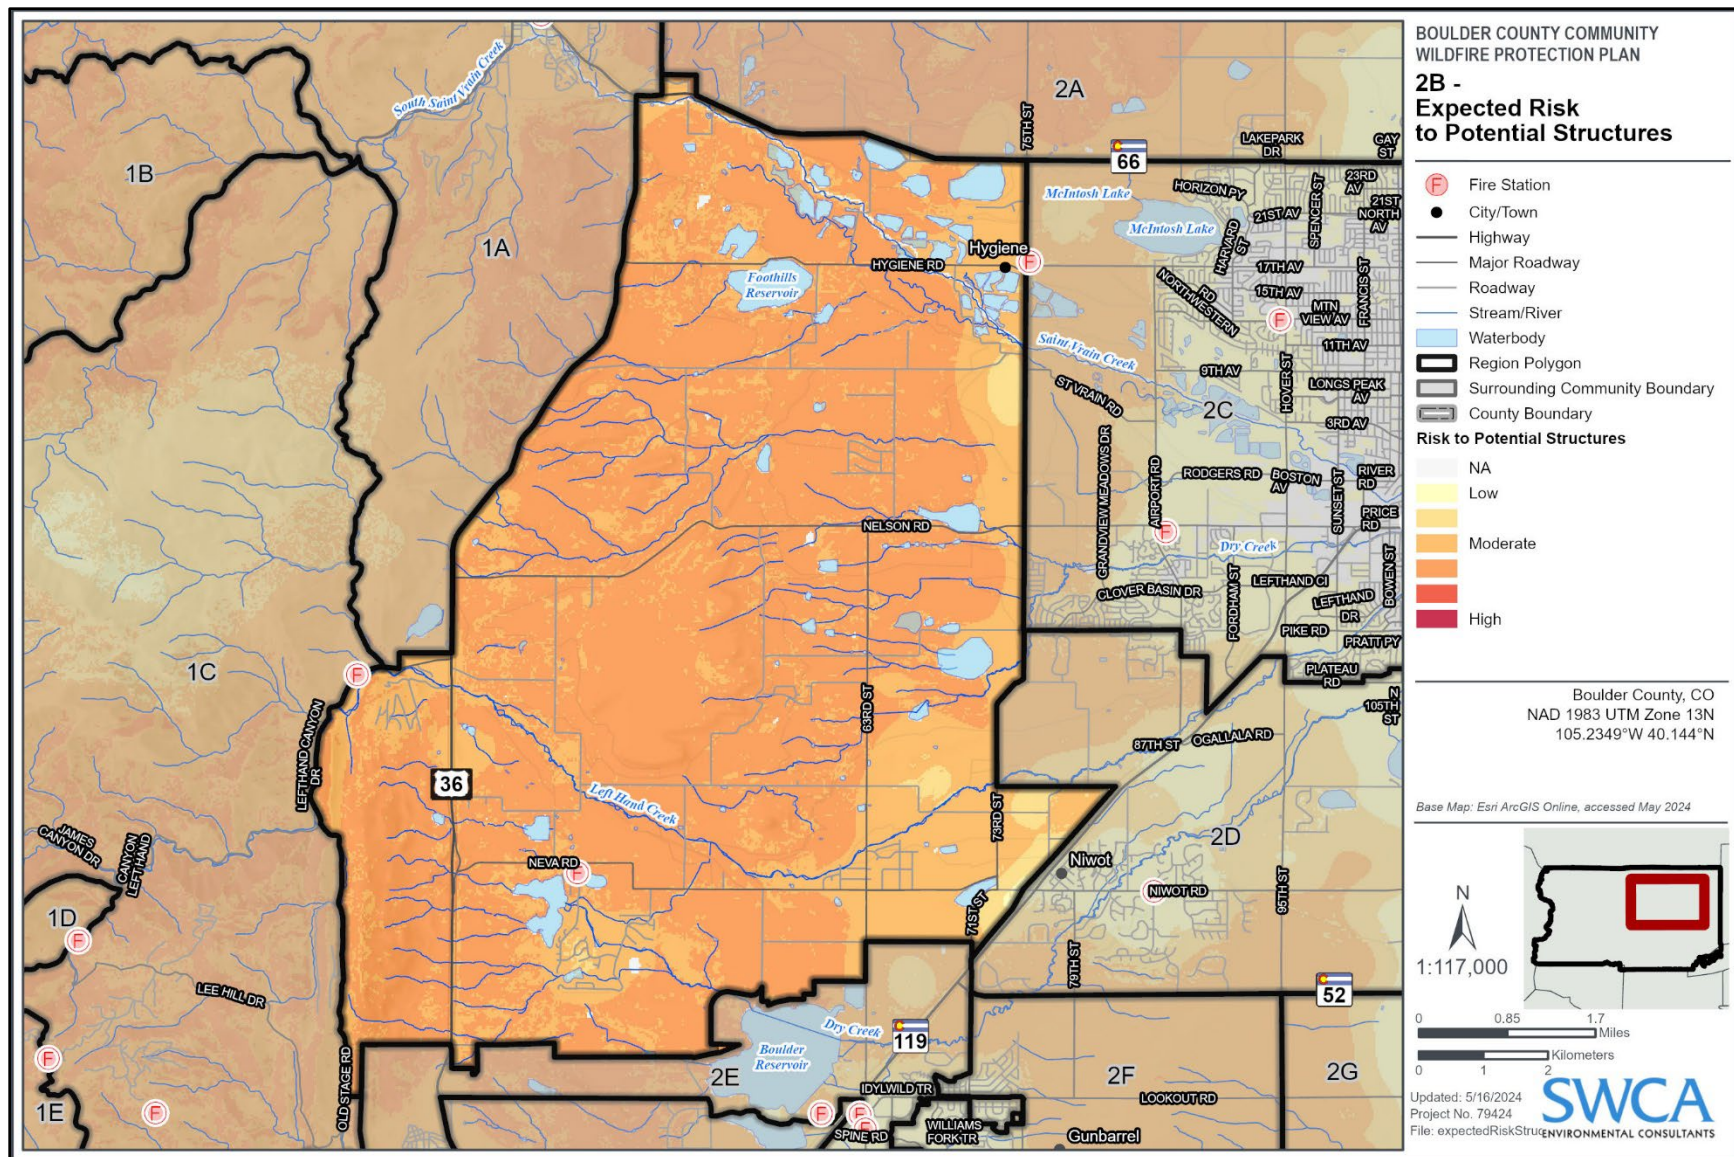 BOULDER COUNTY COMMUNITY
WILDFIRE PROTECTION PLAN
2B -
Expected Risk
to Potential Structures
F Fire Station
City/Town
Highway
Major Roadway
Roadway
Stream/River
Waterbody
Region Polygon
Surrounding Community Boundary
County Boundary
Risk to Potential Structures
NA
Low
Moderate
High
Boulder County, CO
NAD 1983 UTM Zone 13N
105.2349°W 40.144°N
Base Map: Esri ArcGIS Online, accessed May 2024
N
1:117,000
0 0.85 1.7
Miles
Kilometers
0 1 2
Updated: 5/16/2024
Project No. 79424
File: expectedRiskStruc
SWCA
ENVIRONMENTAL CONSULTANTS
South Saint Vrain Creek
2A
75TH ST
66
LAKEPARK
DR
GAY
ST
1B
1A
McIntosh Lake
McIntosh Lake
HORIZON PY
23RD
AV
SPENCER ST
21ST
NORTH
AV
21ST AV
HARVARD
ST
Hygiene
F
HYGIENE RD
17TH AV
Foothills
Reservoir
NORTHWESTERN
RD
15TH AV
FRANCIS ST
MTN
VIEW AV
F
11TH AV
Saint Vrain Creek
9TH AV
HOVER ST
LONGS PEAK
AV
ST VRAIN RD
2C
3RD AV
GRANDVIEW MEADOWS DR
AIRPORT RD
RODGERS RD
BOSTON
AV
RIVER
RD
SUNSET ST
PRICE
RD
NELSON RD
F
Dry Creek
CLOVER BASIN DR
FORDHAM ST
LEFTHAND CI
LEFTHAND
DR
BOWEN ST
PIKE RD
PRATT PY
1C
F
PLATEAU
RD
N
105TH
ST
63RD ST
LEFTHAND CANYON
DR
87TH ST
OGALLALA RD
36
Left Hand Creek
73RD ST
2D
JAMES
CANYON DR
CANYON
LEFTHAND
NEVA RD
F
Niwot
F
NIWOT RD
95TH ST
71ST ST
79TH ST
1D
F
LEE HILL DR
52
Dry Creek
119
F
Boulder
Reservoir
2E
2F
2G
OLD STAGE RD
IDYLWILD TR
LOOKOUT RD
1E
F
F
F
F
SPINE RD
WILLIAMS
FORK TR
Gunbarrel